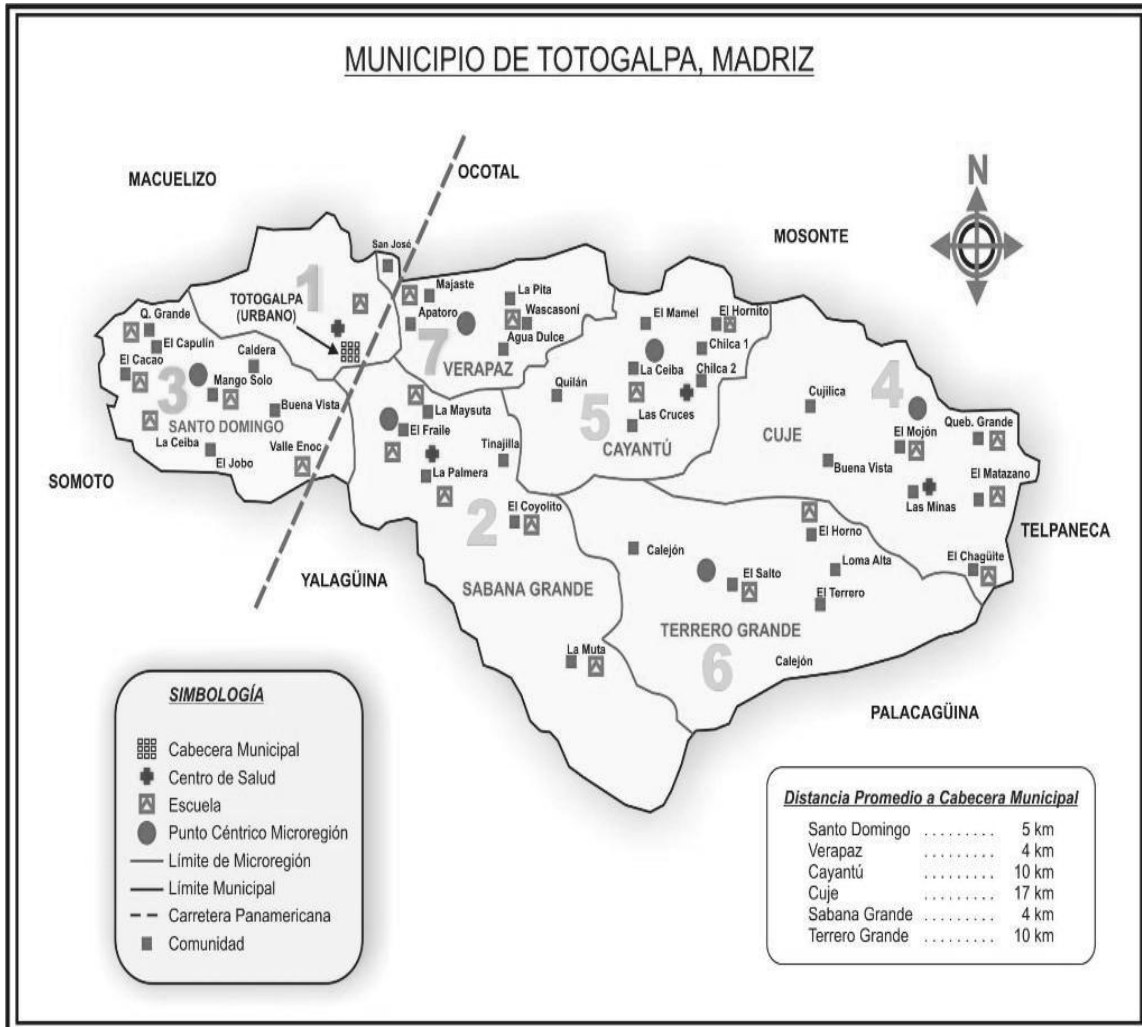 MUNICIPIO DE TOTOGALPA, MADRIZ
MACUELIZO
OCOTAL
N
MOSONTE
San José
1
TOTOGALPA
(URBANO)
Majaste
Apatoro
La Pita
Wascasoní
Agua Dulce
7
VERAPAZ
El Mamel
El Hornito
Chilca 1
La Ceiba
Chilca 2
Quilán
Las Cruces
5
CAYANTÚ
Q. Grande
El Capulín
El Cacao
Caldera
3
Mango Solo
Buena Vista
SANTO DOMINGO
La Ceiba
El Jobo
Valle Enoc
SOMOTO
La Maysuta
El Fraile
Tinajilla
La Palmera
El Coyolito
2
SABANA GRANDE
La Muta
YALAGÜINA
4
Cujilica
CUJE
El Mojón
Queb. Grande
Buena Vista
El Matazano
Las Minas
El Chagüite
TELPANECA
El Horno
Calejón
Loma Alta
El Salto
El Terrero
TERRERO GRANDE
6
Calejón
PALACAGÜINA
SIMBOLOGÍA
Cabecera Municipal
Centro de Salud
Escuela
Punto Céntrico Microregión
Límite de Microregión
Límite Municipal
Carretera Panamericana
Comunidad
Distancia Promedio a Cabecera Municipal
Santo Domingo ......... 5 km
Verapaz ......... 4 km
Cayantú ......... 10 km
Cuje ......... 17 km
Sabana Grande ......... 4 km
Terrero Grande ......... 10 km